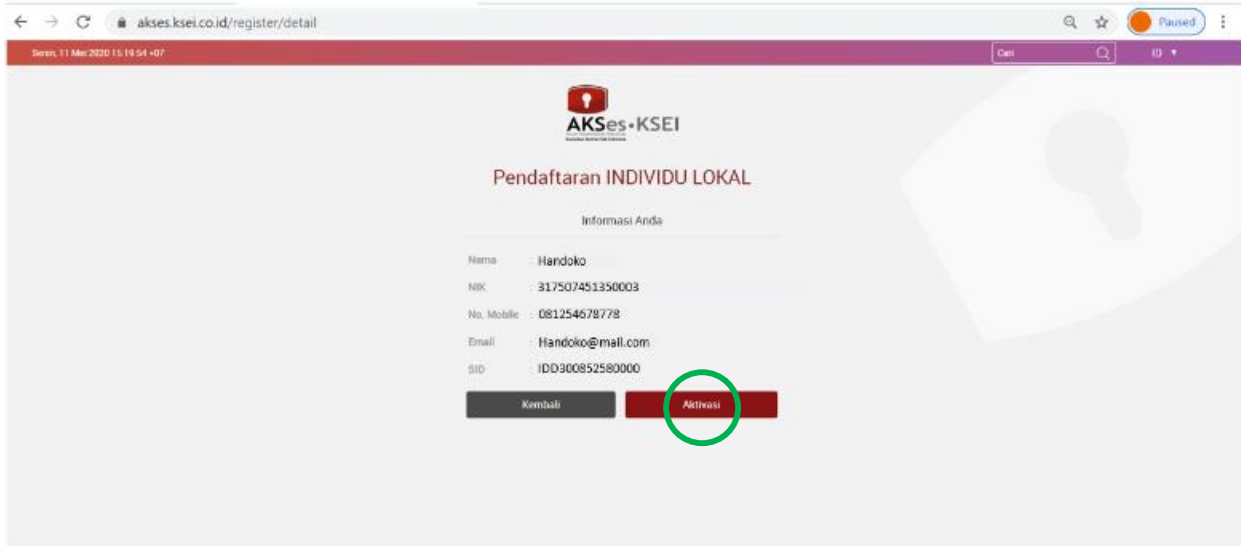 akses.ksei.co.id/register/detail
Paused
Senin, 11 Mei 2020 15:19:54 +07
Cari
ID
AKSes•KSEI
Pendaftaran INDIVIDU LOKAL
Informasi Anda
Nama : Handoko
NIK : 317507451350003
No. Mobile : 081254678778
Email : Handoko@mail.com
SID : IDD300852580000
Kembali
Aktivasi